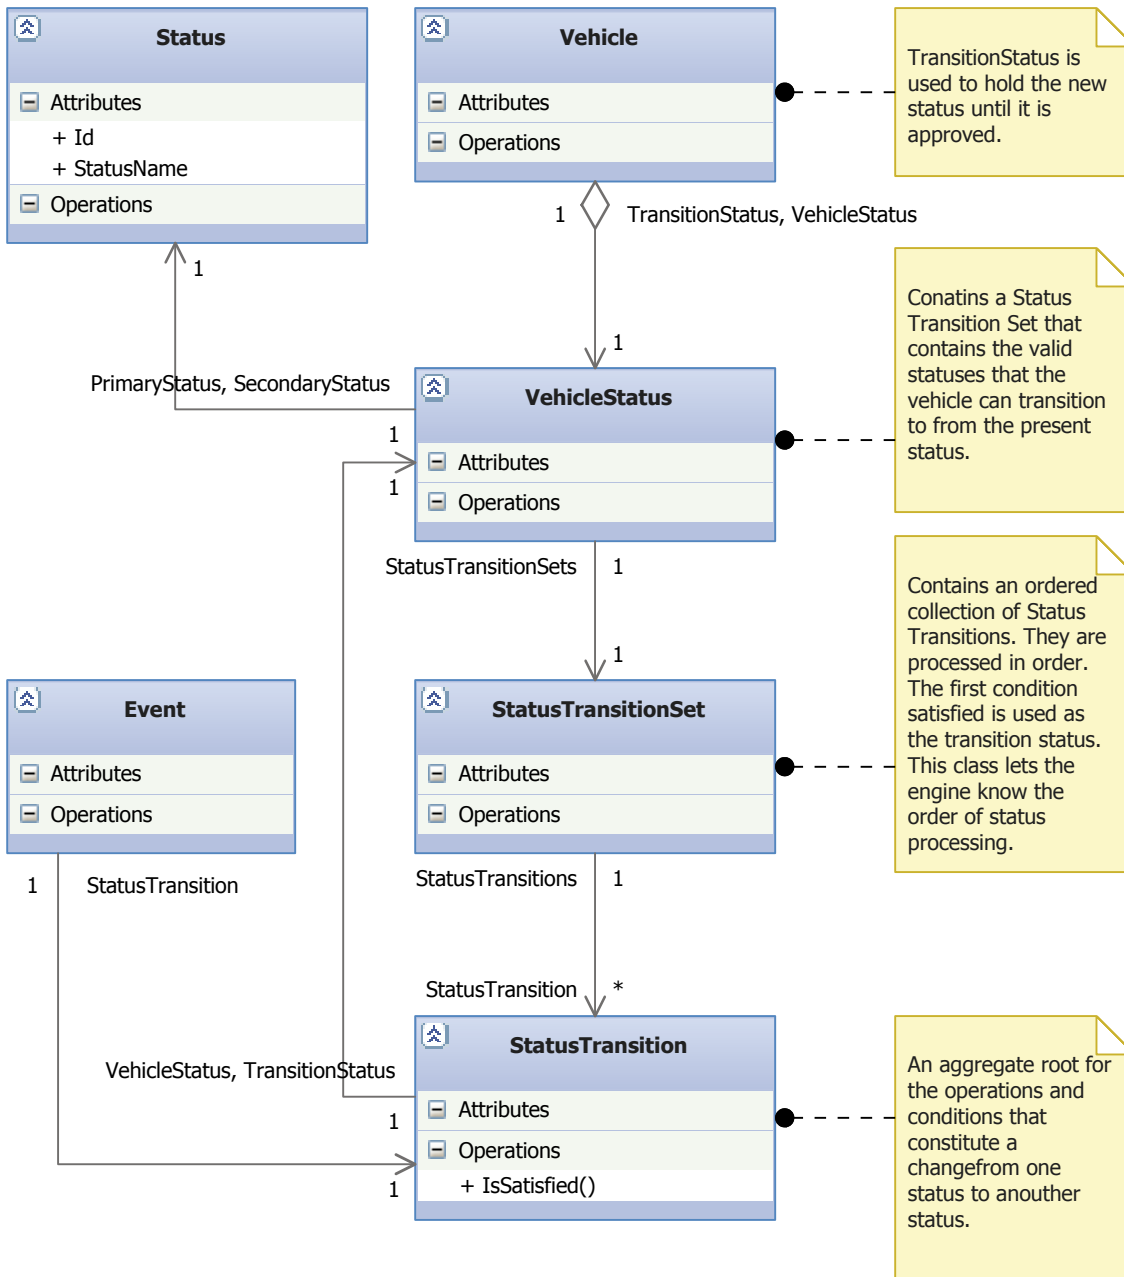 Status
Attributes
+ Id
+ StatusName
Operations
Vehicle
Attributes
Operations
TransitionStatus is
used to hold the new
status until it is
approved.
1
TransitionStatus, VehicleStatus
1
1
PrimaryStatus, SecondaryStatus
1
1
VehicleStatus
Attributes
Operations
Conatins a Status
Transition Set that
contains the valid
statuses that the
vehicle can transition
to from the present
status.
StatusTransitionSets
1
1
Event
Attributes
Operations
StatusTransitionSet
Attributes
Operations
Contains an ordered
collection of Status
Transitions. They are
processed in order.
The first condition
satisfied is used as
the transition status.
This class lets the
engine know the
order of status
processing.
1
StatusTransition
StatusTransitions
1
StatusTransition
*
VehicleStatus, TransitionStatus
1
1
StatusTransition
Attributes
Operations
+ IsSatisfied()
An aggregate root for
the operations and
conditions that
constitute a
changefrom one
status to anouther
status.